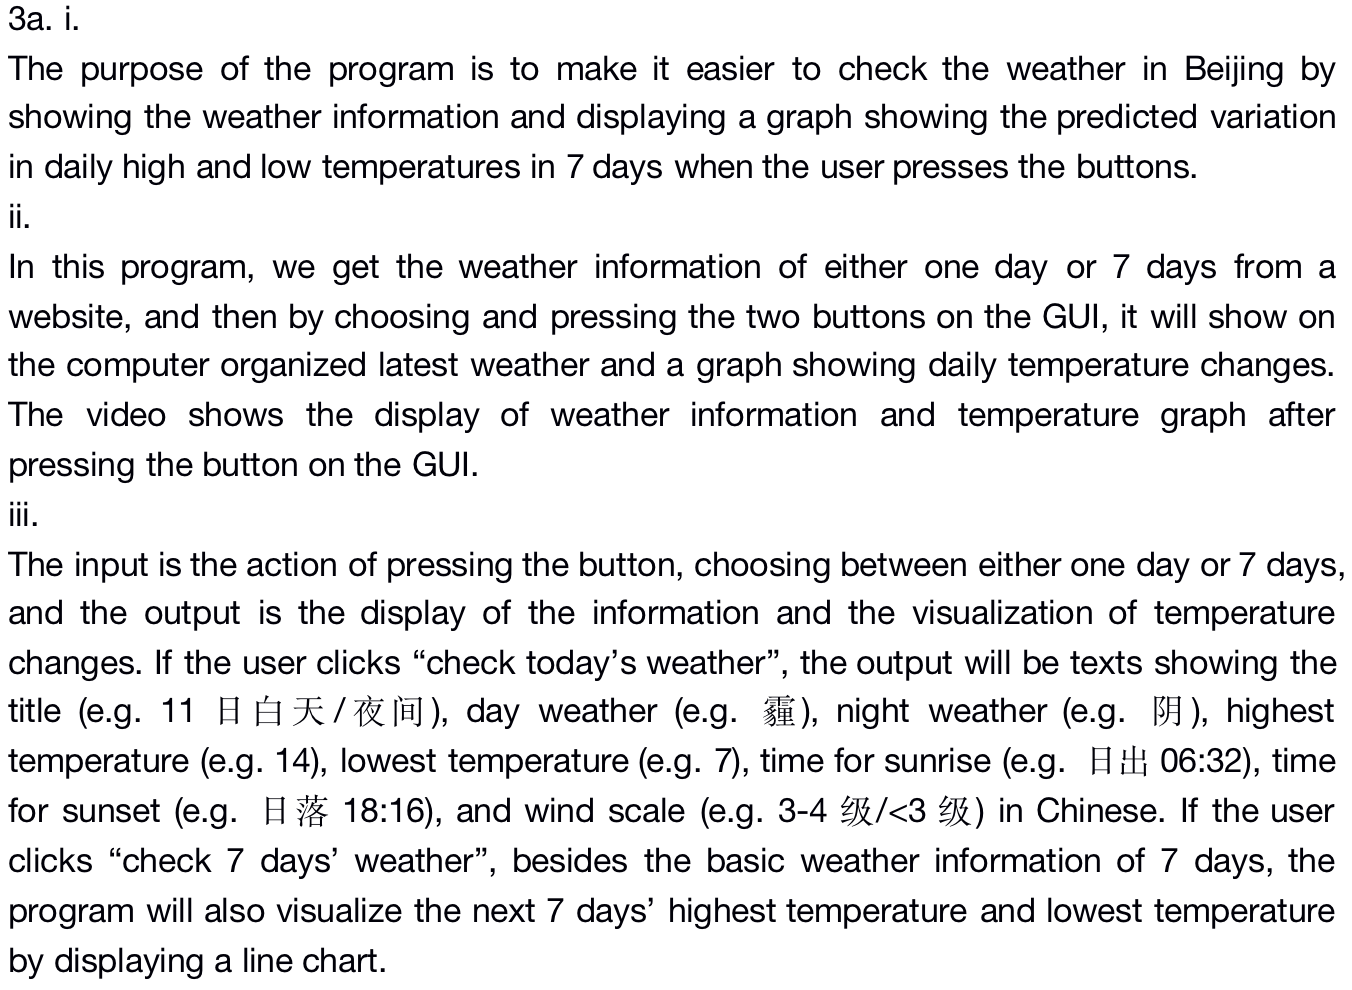 3a. i.
The purpose of the program is to make it easier to check the weather in Beijing by
showing the weather information and displaying a graph showing the predicted variation
in daily high and low temperatures in 7 days when the user presses the buttons.
ii.
In this program, we get the weather information of either one day or 7 days from a
website, and then by choosing and pressing the two buttons on the GUI, it will show on
the computer organized latest weather and a graph showing daily temperature changes.
The video shows the display of weather information and temperature graph after
pressing the button on the GUI.
iii.
The input is the action of pressing the button, choosing between either one day or 7 days,
and the output is the display of the information and the visualization of temperature
changes. If the user clicks “check today’s weather”, the output will be texts showing the
title (e.g. 11 日白天/夜间), day weather (e.g. 霾), night weather (e.g. 阴), highest
temperature (e.g. 14), lowest temperature (e.g. 7), time for sunrise (e.g. 日出 06:32), time
for sunset (e.g. 日落 18:16), and wind scale (e.g. 3-4 级/<3 级) in Chinese. If the user
clicks “check 7 days’ weather”, besides the basic weather information of 7 days, the
program will also visualize the next 7 days’ highest temperature and lowest temperature
by displaying a line chart.